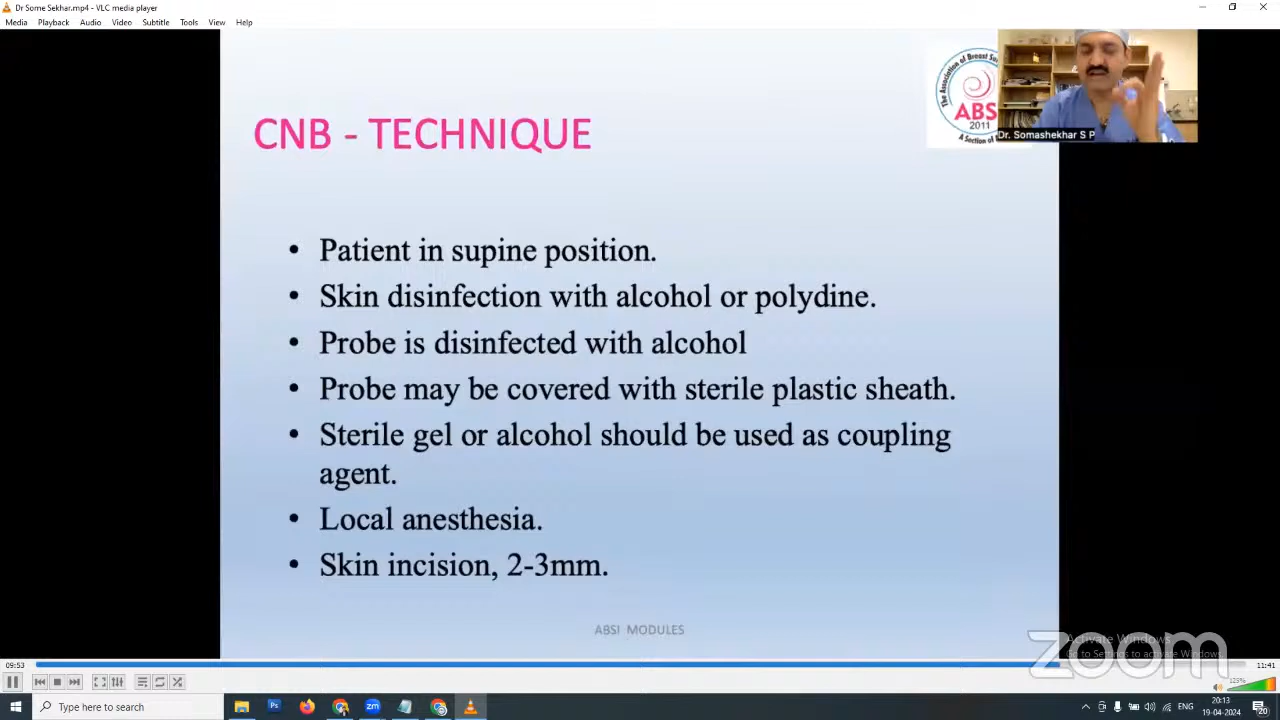 Dr Some Sekhar.mp4 - VLC media player
Media Playback Audio Video Subtitle Tools View Help
The Association of Breast
ABS
2011
A Section of
Dr. Somashekhar S P
CNB - TECHNIQUE
• Patient in supine position.
• Skin disinfection with alcohol or polydine.
• Probe is disinfected with alcohol
• Probe may be covered with sterile plastic sheath.
• Sterile gel or alcohol should be used as coupling
agent.
• Local anesthesia.
• Skin incision, 2-3mm.
ABSI MODULES
zoom
Activate Windows
Go to Settings to activate Windows.
09:53
11:41
125%
Type here to search
ENG
20:13
19-04-2024
20